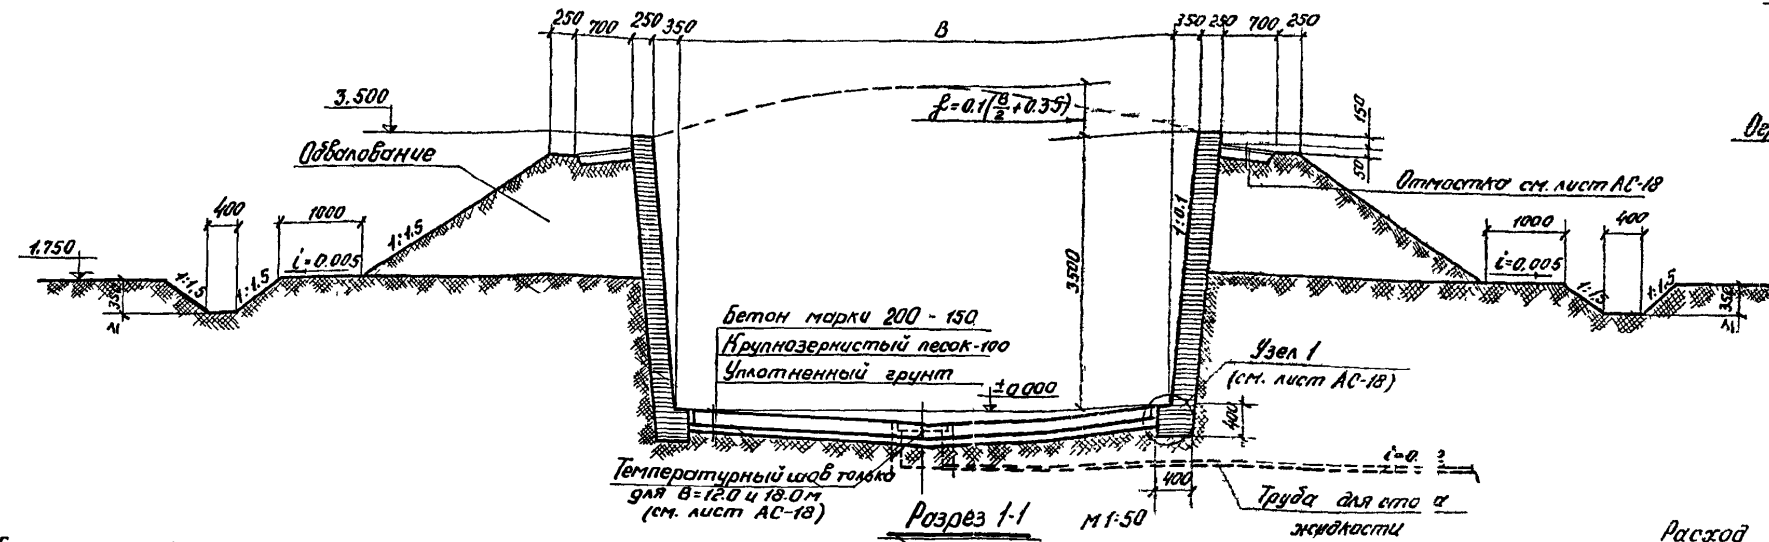 250 700 250 350 B 350 250 700 250
3.500
f=0.1(B/2+0.35)
150
50
Обвалование
Отмостка см. лист АС-18
400 1000 1:1.5 1:0.1 1000 400
1.750
i=0.005 i=0.005
1:1.5 1:1.5 1:1.5 1:1.5
350 3500 350
Бетон марки 200 - 150
Крупнозернистый песок-100
Уплотненный грунт
±0.000
Узел 1
(см. лист АС-18)
400
Температурный шов только
для B=12.0 и 18.0 м
(см. лист АС-18)
400
i=0.
Труба для
жидкости
Разрез 1-1 М 1:50
Расход